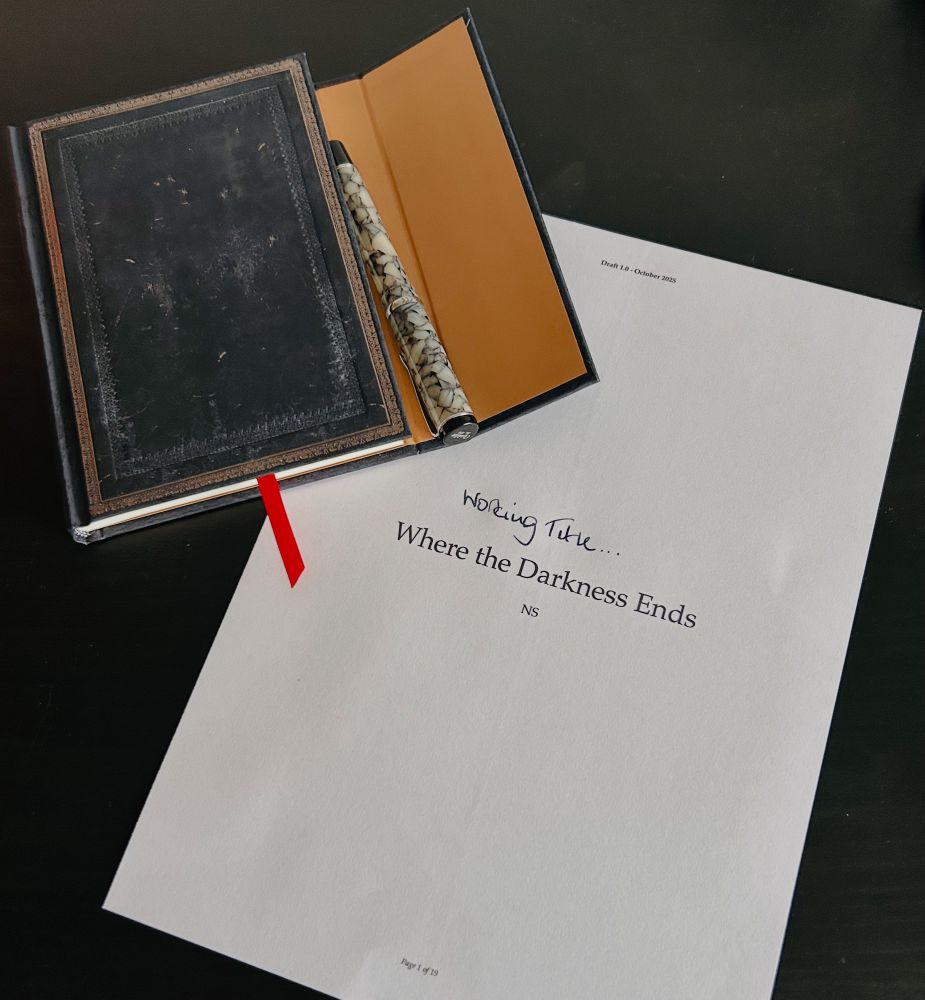 Draft 1.0 - October 2025
Working Title...
Where the Darkness Ends
NS
Page 1 of 19